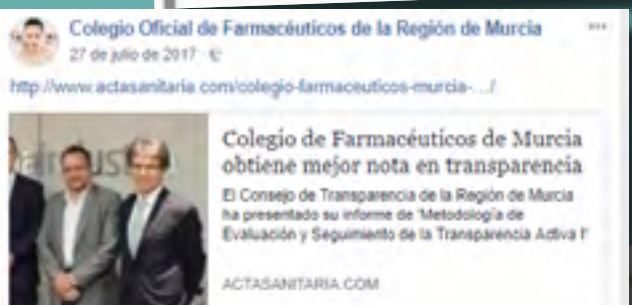 Colegio Oficial de Farmacéuticos de la Región de Murcia
27 de julio de 2017
http://www.actasanitaria.com/colegio-farmaceuticos-murcia-.../
Colegio de Farmacéuticos de Murcia
obtiene mejor nota en transparencia
El Consejo de Transparencia de la Región de Murcia
ha presentado su informe de 'Metodología de
Evaluación y Seguimiento de la Transparencia Activa I'
ACTASANITARIA.COM